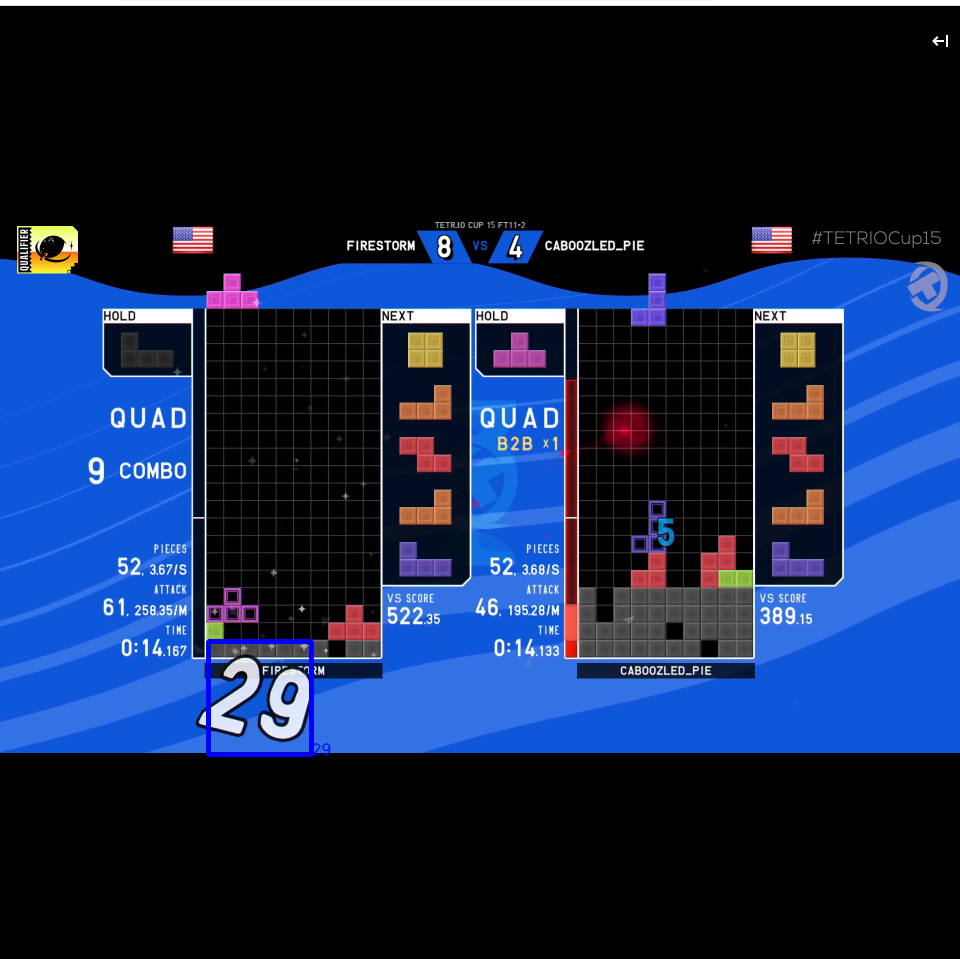 TETR.IO CUP 15 FT11-2
QUALIFIER
FIRESTORM 8 VS 4 CABOOZLED_PIE
#TETRIOCup15
HOLD
NEXT
QUAD
9 COMBO
PIECES
52, 3.67/S
ATTACK
61, 258.35/M
TIME
0:14.167
VS SCORE
522.35
FIRESTORM
29
29
HOLD
NEXT
QUAD
B2B ×1
5
PIECES
52, 3.68/S
ATTACK
46, 195.28/M
TIME
0:14.133
VS SCORE
389.15
CABOOZLED_PIE